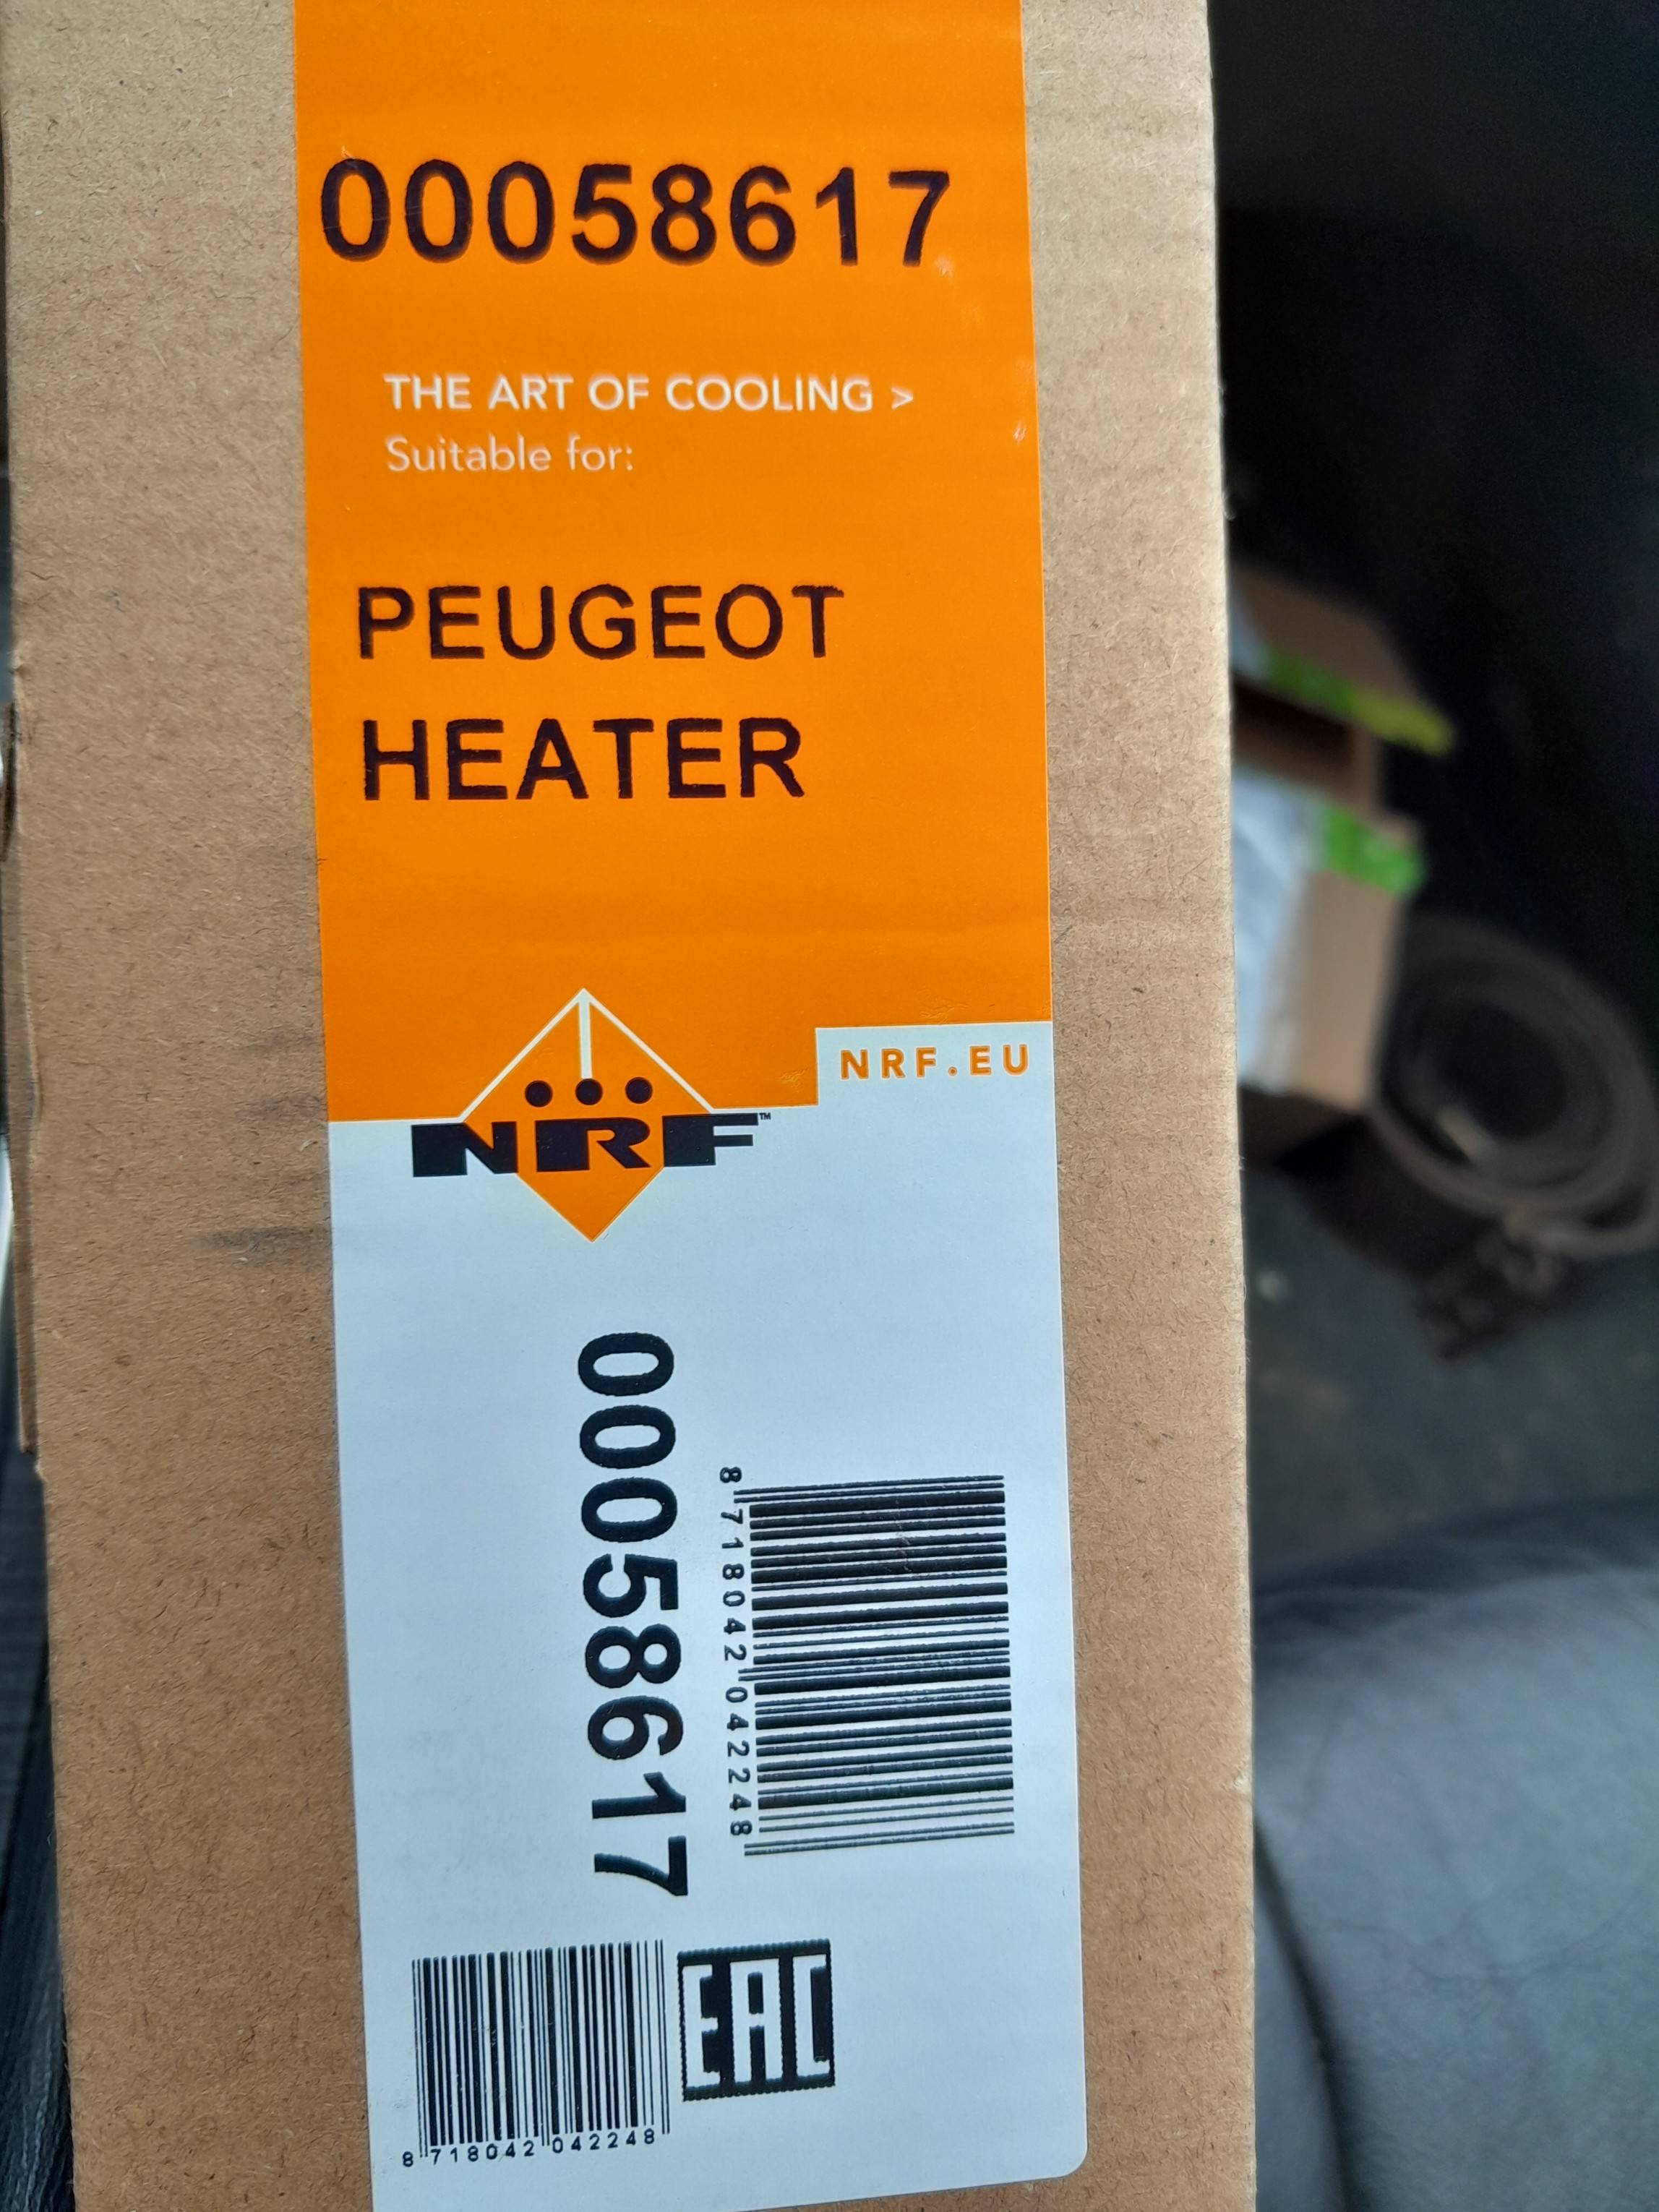 00058617
THE ART OF COOLING >
Suitable for:
PEUGEOT
HEATER
NRF.EU
NRF™
00058617
8 718042 042248
EAC
8 718042 042248